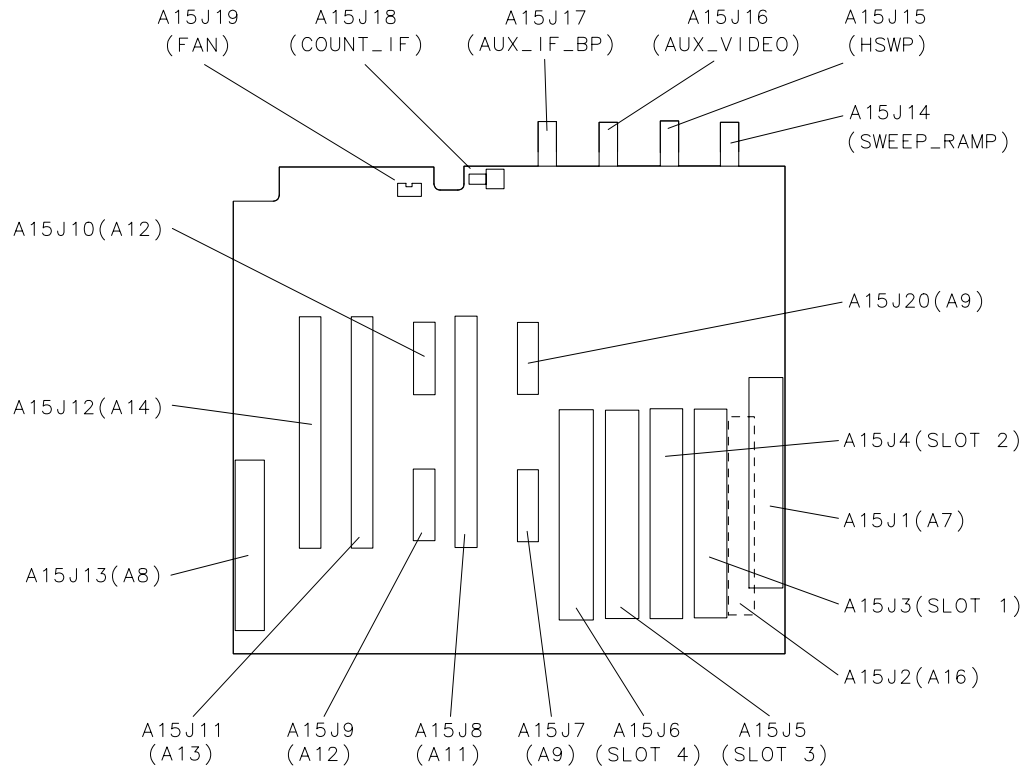 A15J19
(FAN)
A15J18
(COUNT_IF)
A15J17
(AUX_IF_BP)
A15J16
(AUX_VIDEO)
A15J15
(HSWP)
A15J14
(SWEEP_RAMP)
A15J10(A12)
A15J20(A9)
A15J12(A14)
A15J4(SLOT 2)
A15J1(A7)
A15J13(A8)
A15J3(SLOT 1)
A15J2(A16)
A15J11
(A13)
A15J9
(A12)
A15J8
(A11)
A15J7
(A9)
A15J6
(SLOT 4)
A15J5
(SLOT 3)